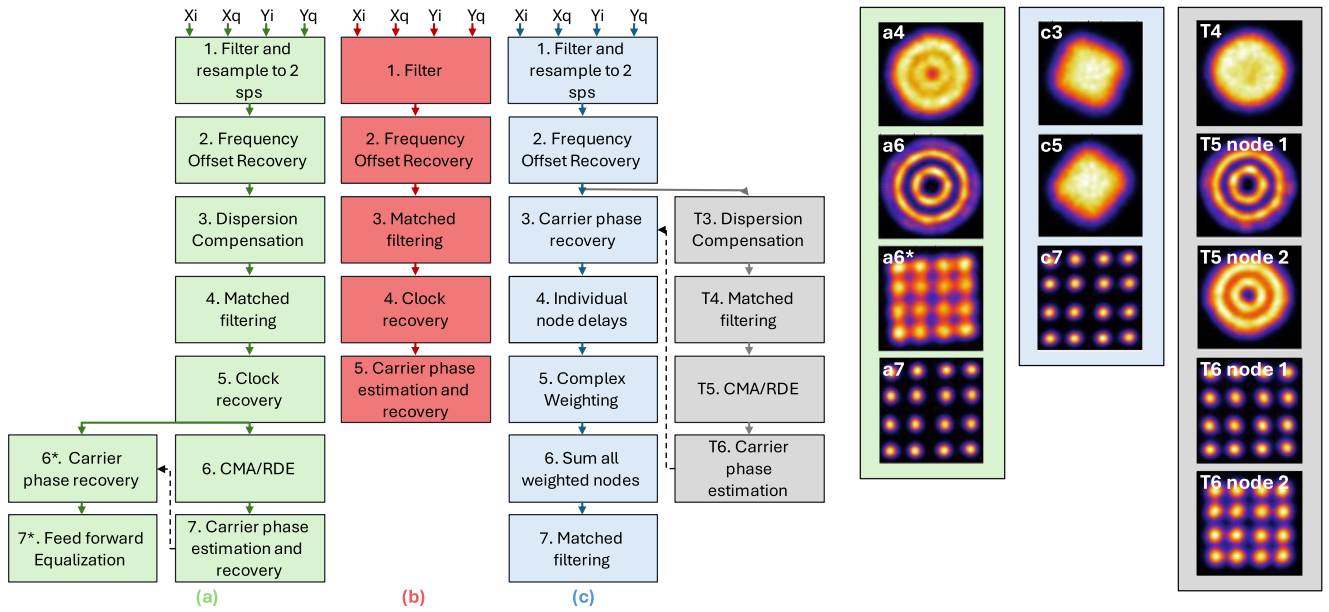 Xi Xq Yi Yq
1. Filter and
resample to 2
sps
2. Frequency
Offset Recovery
3. Dispersion
Compensation
4. Matched
filtering
5. Clock
recovery
6*. Carrier
phase recovery
7*. Feed forward
Equalization
6. CMA/RDE
7. Carrier phase
estimation and
recovery
(a)
Xi Xq Yi Yq
1. Filter
2. Frequency
Offset Recovery
3. Matched
filtering
4. Clock
recovery
5. Carrier phase
estimation and
recovery
(b)
Xi Xq Yi Yq
1. Filter and
resample to 2
sps
2. Frequency
Offset Recovery
3. Carrier phase
recovery
4. Individual
node delays
5. Complex
Weighting
6. Sum all
weighted nodes
7. Matched
filtering
(c)
T3. Dispersion
Compensation
T4. Matched
filtering
T5. CMA/RDE
T6. Carrier
phase
estimation
a4
a6
a6*
a7
c3
c5
c7
T4
T5 node 1
T5 node 2
T6 node 1
T6 node 2